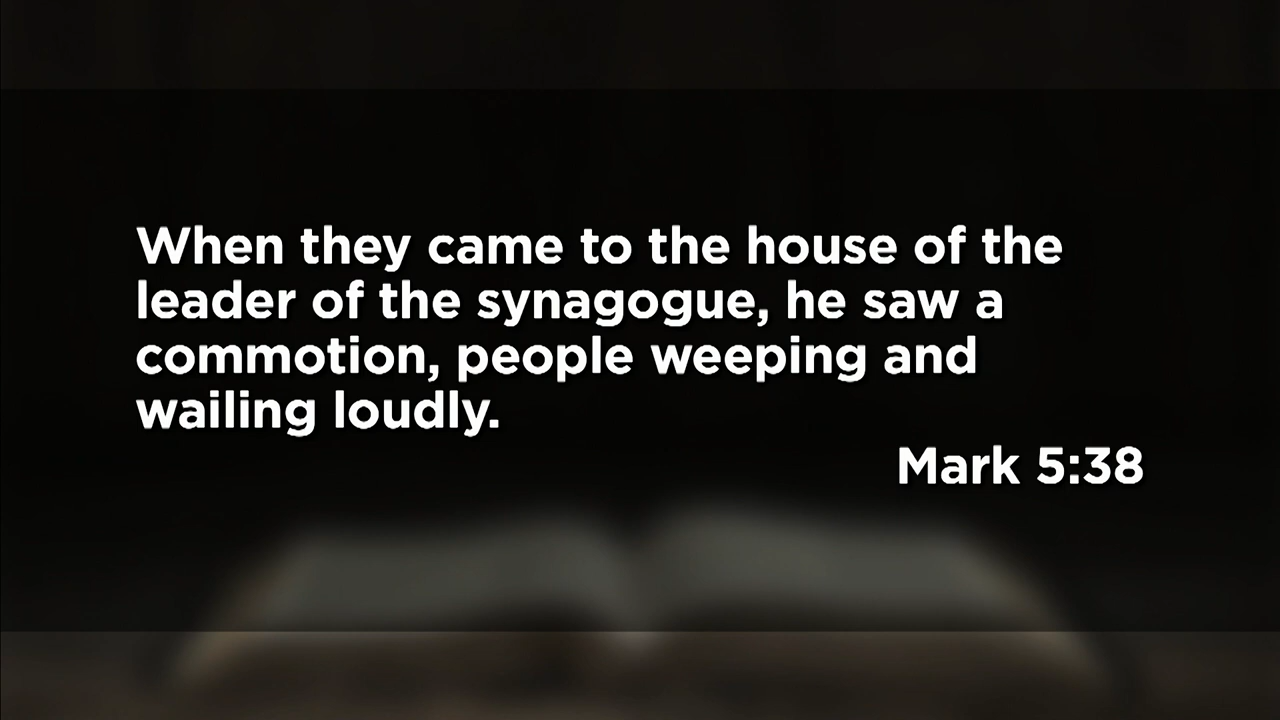 When they came to the house of the
leader of the synagogue, he saw a
commotion, people weeping and
wailing loudly.
Mark 5:38